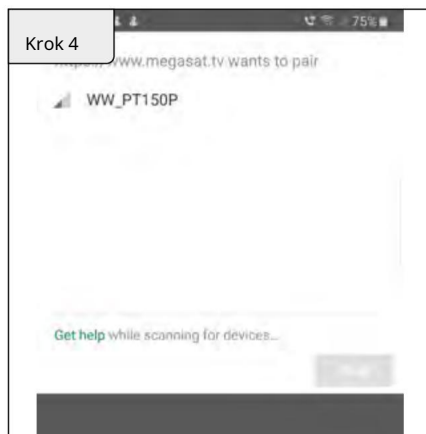 Krok 4
75%
www.megasat.tv wants to pair
WW_PT150P
Get help while scanning for devices...